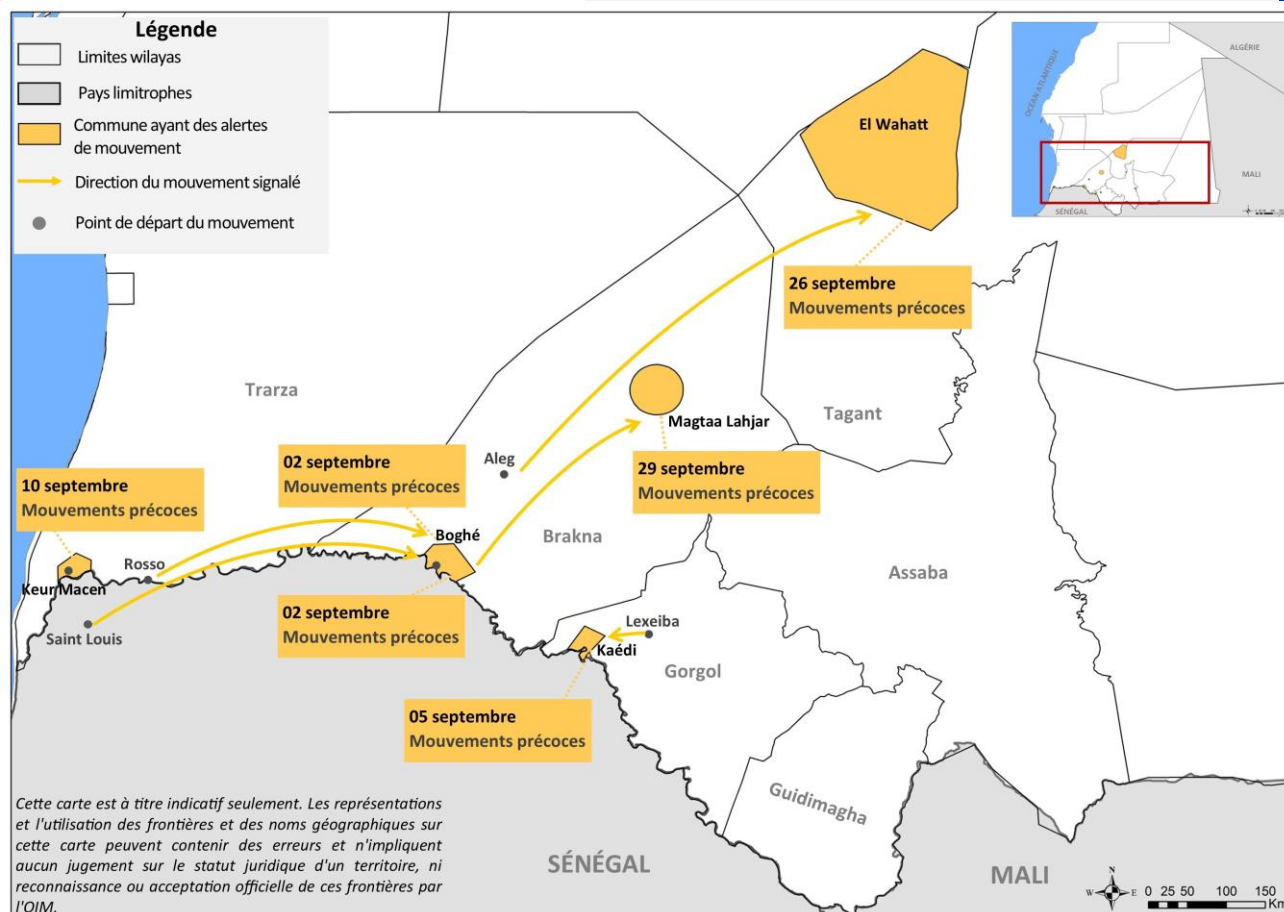 Légende
Limites wilayas
Pays limitrophes
Commune ayant des alertes
de mouvement
Direction du mouvement signalé
Point de départ du mouvement
OCÉAN ATLANTIQUE
ALGÉRIE
MALI
SÉNÉGAL
El Wahatt
26 septembre
Mouvements précoces
Trarza
Magtaa Lahjar
Tagant
02 septembre
Mouvements précoces
Aleg
29 septembre
Mouvements précoces
10 septembre
Mouvements précoces
Boghé
Brakna
Rosso
Keur Macen
Assaba
02 septembre
Mouvements précoces
Saint Louis
Lexeiba
Kaédi
Gorgol
05 septembre
Mouvements précoces
Guidimagha
Cette carte est à titre indicatif seulement. Les représentations
et l'utilisation des frontières et des noms géographiques sur
cette carte peuvent contenir des erreurs et n'impliquent
aucun jugement sur le statut juridique d'un territoire, ni
reconnaissance ou acceptation officielle de ces frontières par
l'OIM.
SÉNÉGAL
MALI
N
W E
S
0 25 50 100 150
Km